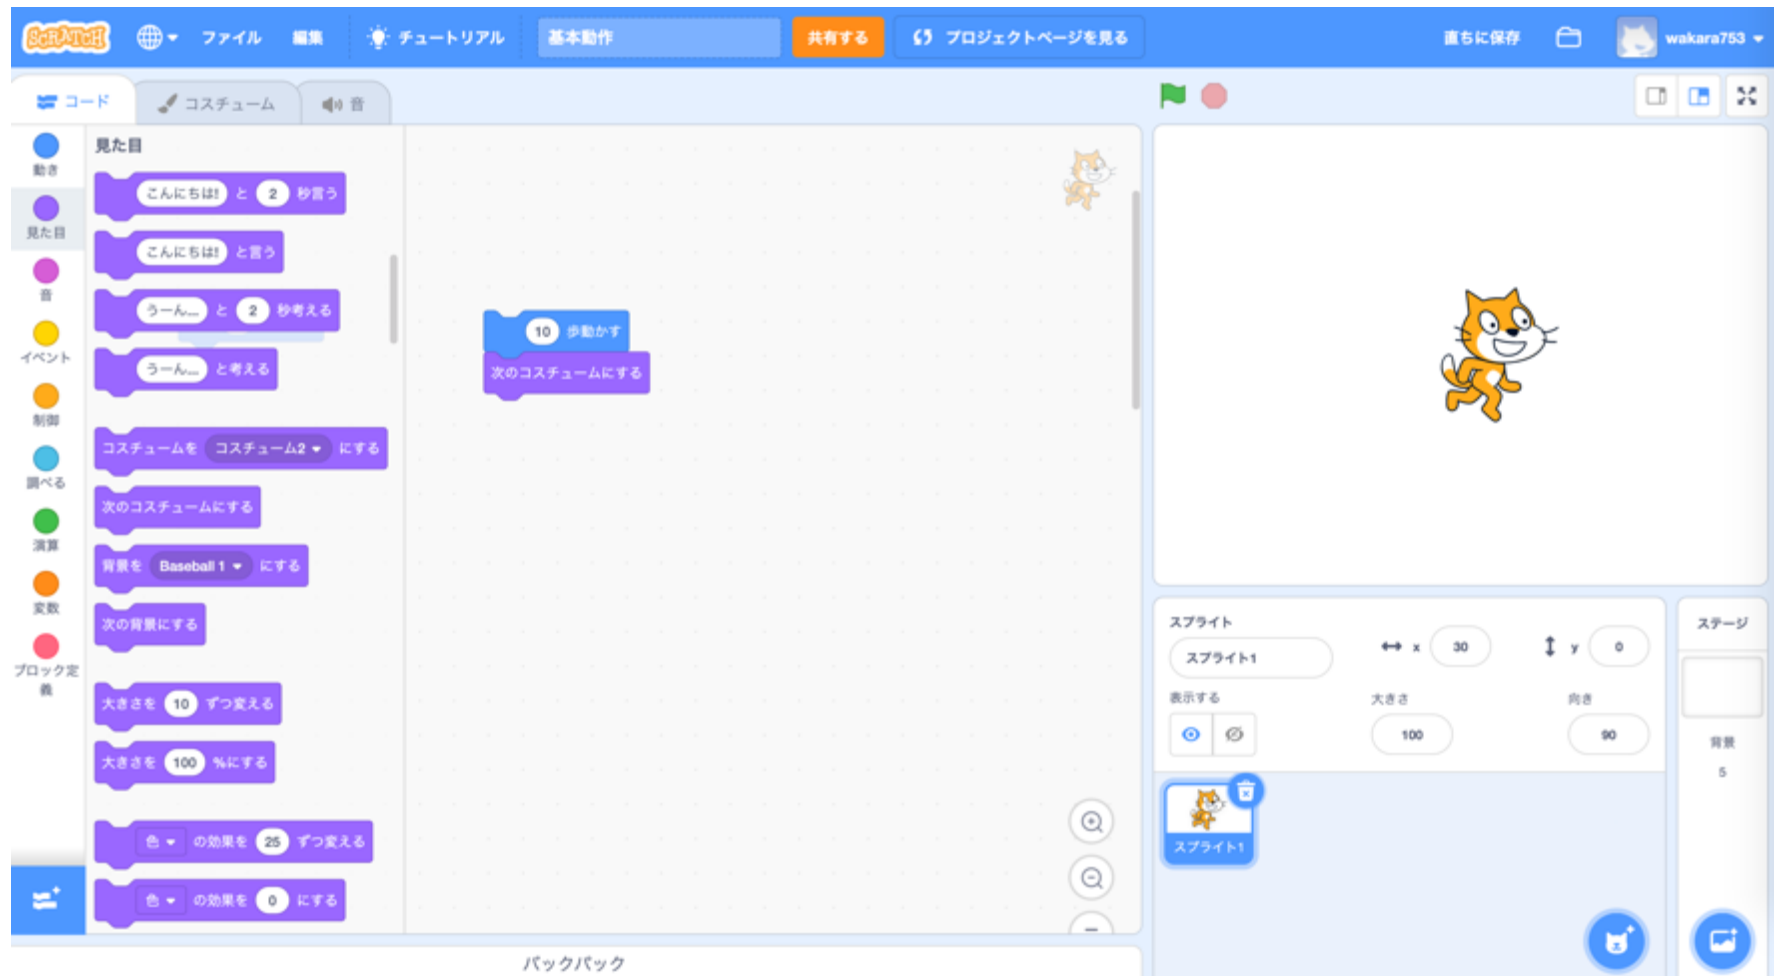 SCRATCH ファイル 編集 チュートリアル 基本動作 共有する プロジェクトページを見る 直ちに保存 wakara753
コード コスチューム 音
動き
見た目
音
イベント
制御
調べる
演算
変数
ブロック定
義
見た目
こんにちは! と 2 秒言う
こんにちは! と言う
うーん... と 2 秒考える
うーん... と考える
コスチュームを コスチューム2 にする
次のコスチュームにする
背景を Baseball 1 にする
次の背景にする
大きさを 10 ずつ変える
大きさを 100 %にする
色 の効果を 25 ずつ変える
色 の効果を 0 にする
10 歩動かす
次のコスチュームにする
バックパック
スプライト
スプライト1 x 30 y 0
表示する 大きさ 向き
100 90
スプライト1
ステージ
背景
5